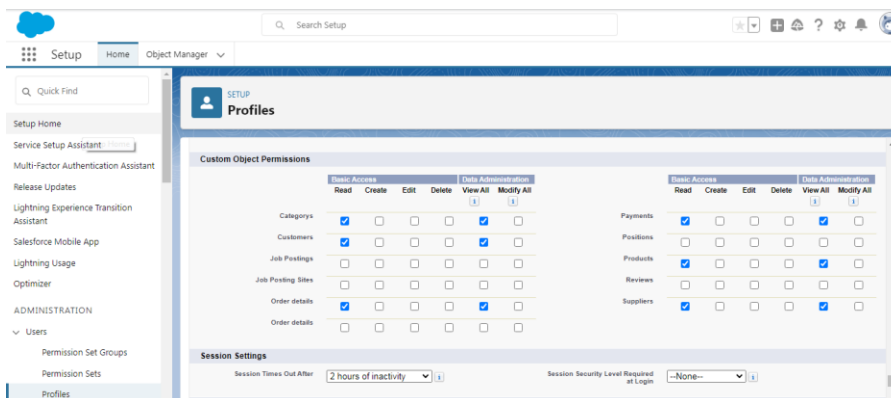 Search Setup
Setup Home Object Manager
Quick Find
Setup Home
Service Setup Assistant
Multi-Factor Authentication Assistant
Release Updates
Lightning Experience Transition
Assistant
Salesforce Mobile App
Lightning Usage
Optimizer
ADMINISTRATION
Users
Permission Set Groups
Permission Sets
Profiles
SETUP
Profiles
Custom Object Permissions
Basic Access Data Administration
Read Create Edit Delete View All Modify All
Categorys
Customers
Job Postings
Job Posting Sites
Order details
Order details
Basic Access Data Administration
Read Create Edit Delete View All Modify All
Payments
Positions
Products
Reviews
Suppliers
Session Settings
Session Times Out After 2 hours of inactivity
Session Security Level Required
at Login --None--